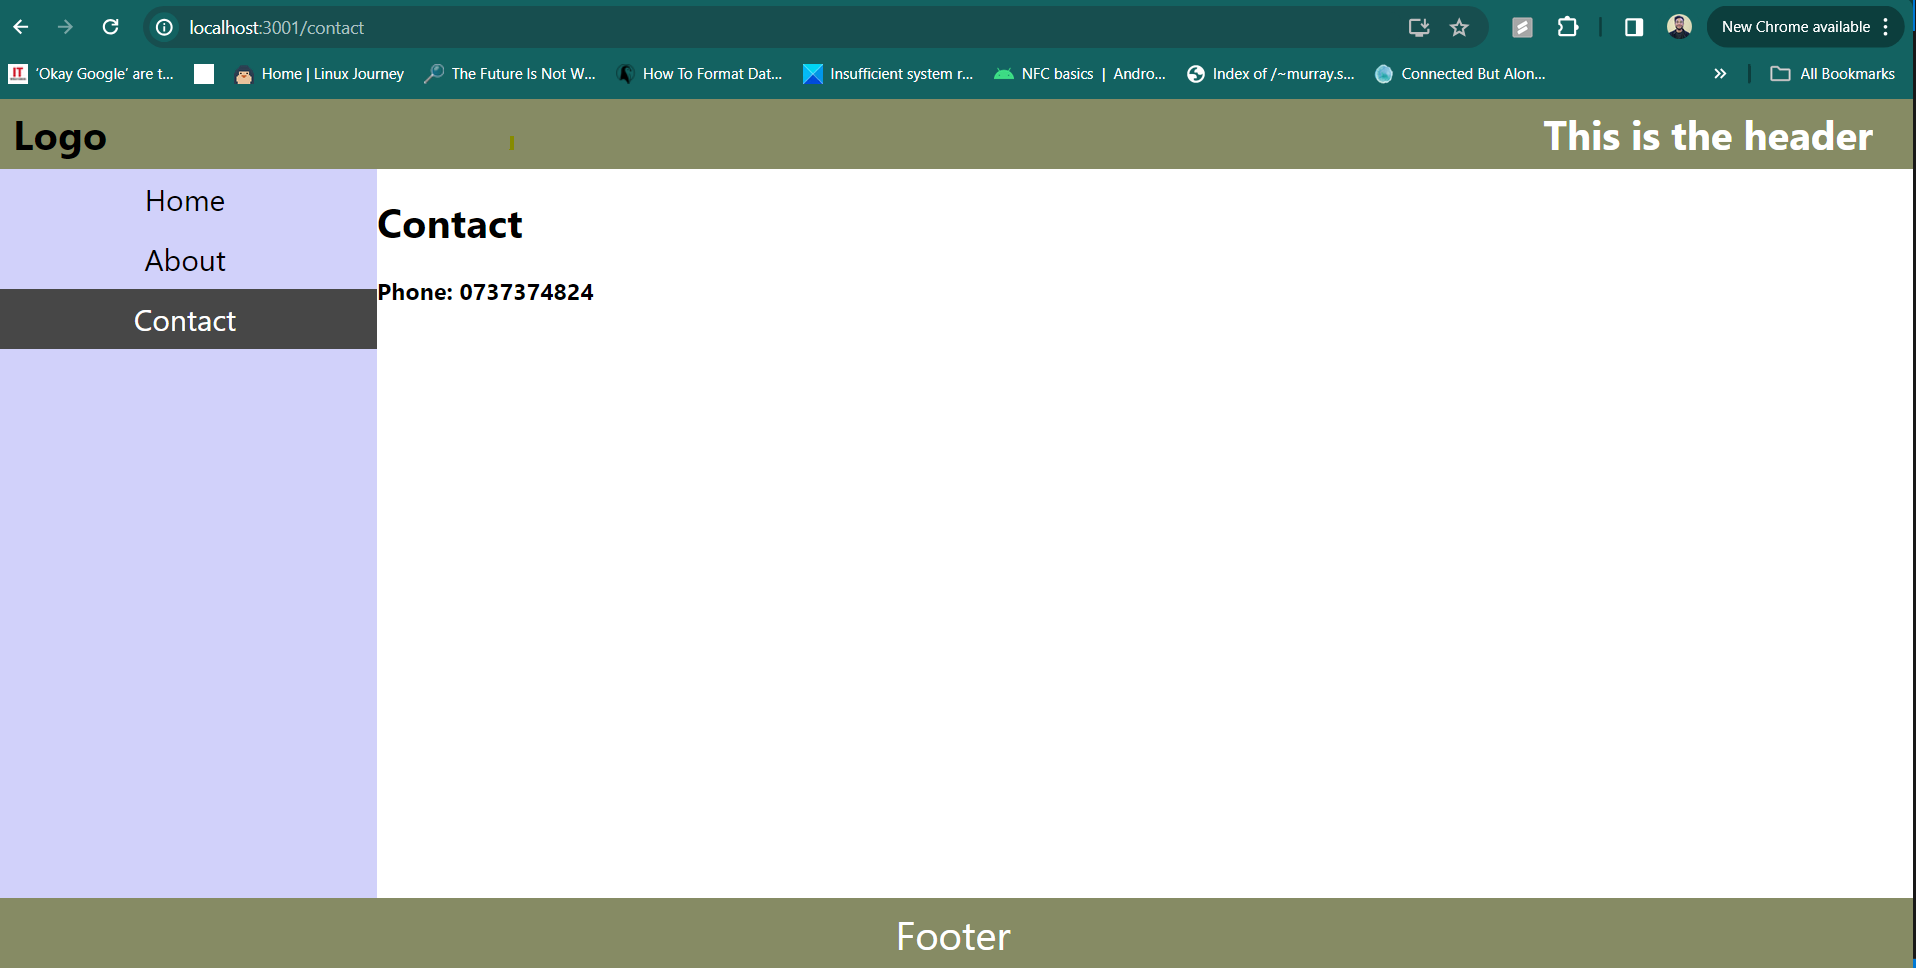 localhost:3001/contact
New Chrome available
IT
'Okay Google' are t...
Home | Linux Journey
The Future Is Not W...
How To Format Dat...
Insufficient system r...
NFC basics | Andro...
Index of /~murray.s...
Connected But Alon...
All Bookmarks
Logo
This is the header
Home
About
Contact
Contact
Phone: 0737374824
Footer